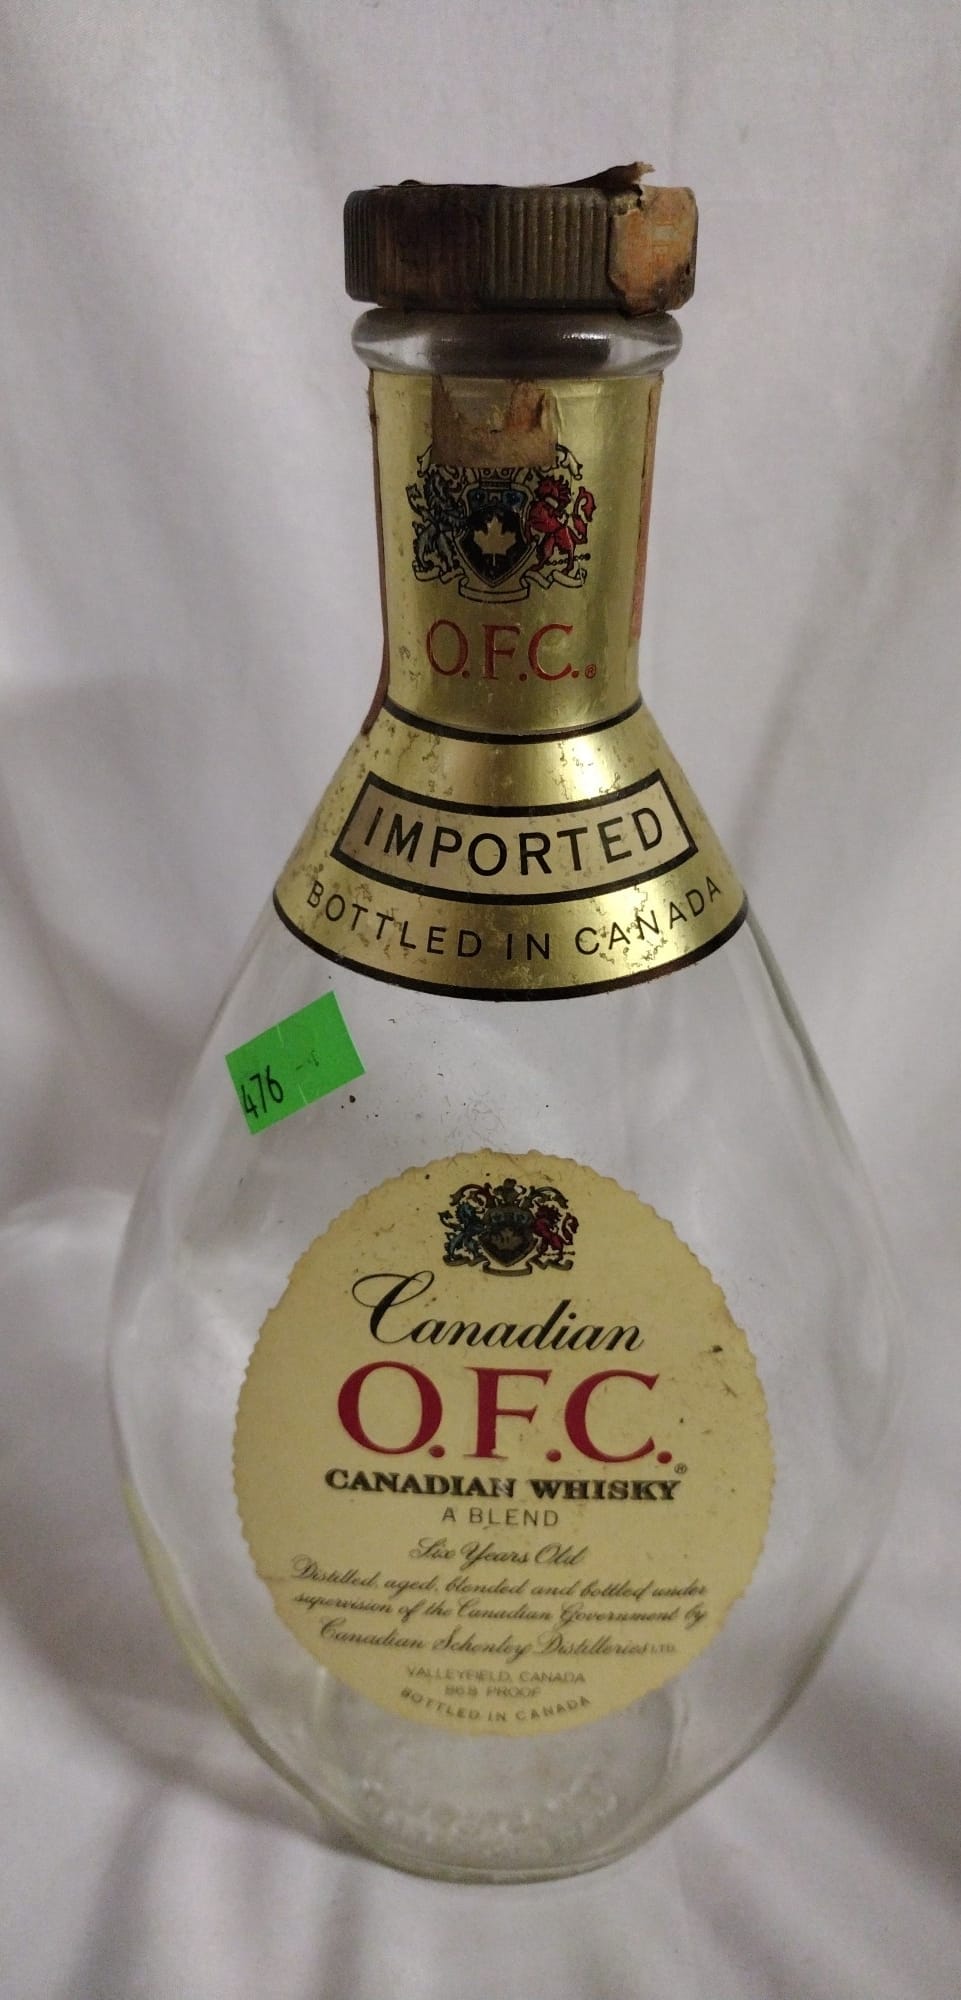 O.F.C.®
IMPORTED
BOTTLED IN CANADA
476
Canadian
O.F.C.®
CANADIAN WHISKY
A BLEND
Six Years Old
Distilled, aged, blended and bottled under
supervision of the Canadian Government by
Canadian Schenley Distilleries LTD.
VALLEYFIELD, CANADA
86.8 PROOF
BOTTLED IN CANADA